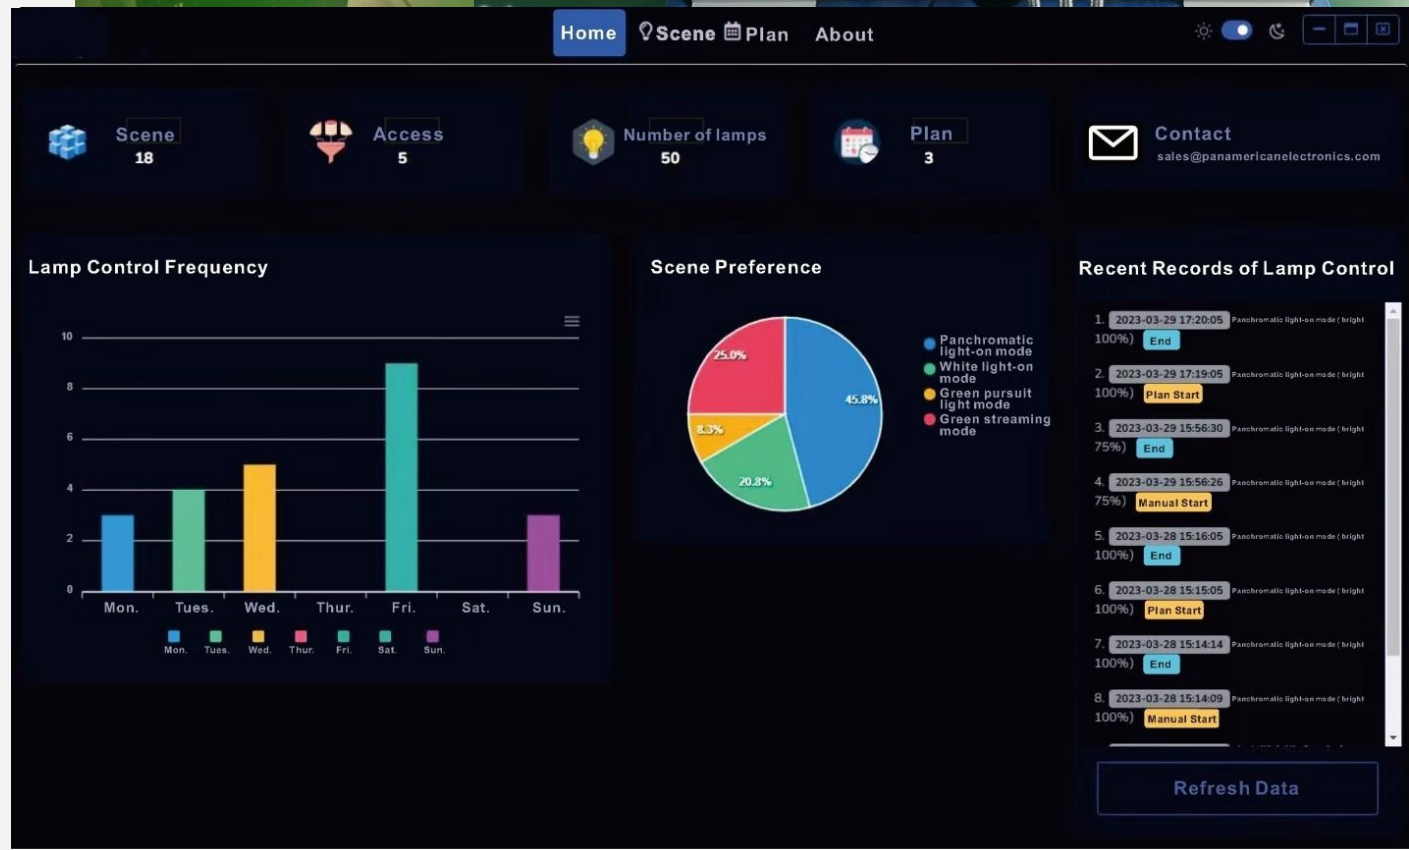 Home Scene Plan About
Scene
18
Access
5
Number of lamps
50
Plan
3
Contact
sales@panamericanelectronics.com
Lamp Control Frequency
10
8
6
4
2
0
Mon. Tues. Wed. Thur. Fri. Sat. Sun.
Mon. Tues. Wed. Thur. Fri. Sat. Sun.
Scene Preference
25.0%
45.8%
8.3%
20.8%
Panchromatic
light-on mode
White light-on
mode
Green pursuit
light mode
Green streaming
mode
Recent Records of Lamp Control
1. 2023-03-29 17:20:05 Panchromatic light-on mode ( bright
100%) End
2. 2023-03-29 17:19:05 Panchromatic light-on mode ( bright
100%) Plan Start
3. 2023-03-29 15:56:30 Panchromatic light-on mode ( bright
75%) End
4. 2023-03-29 15:56:26 Panchromatic light-on mode ( bright
75%) Manual Start
5. 2023-03-28 15:16:05 Panchromatic light-on mode ( bright
100%) End
6. 2023-03-28 15:15:05 Panchromatic light-on mode ( bright
100%) Plan Start
7. 2023-03-28 15:14:14 Panchromatic light-on mode ( bright
100%) End
8. 2023-03-28 15:14:09 Panchromatic light-on mode ( bright
100%) Manual Start
Refresh Data